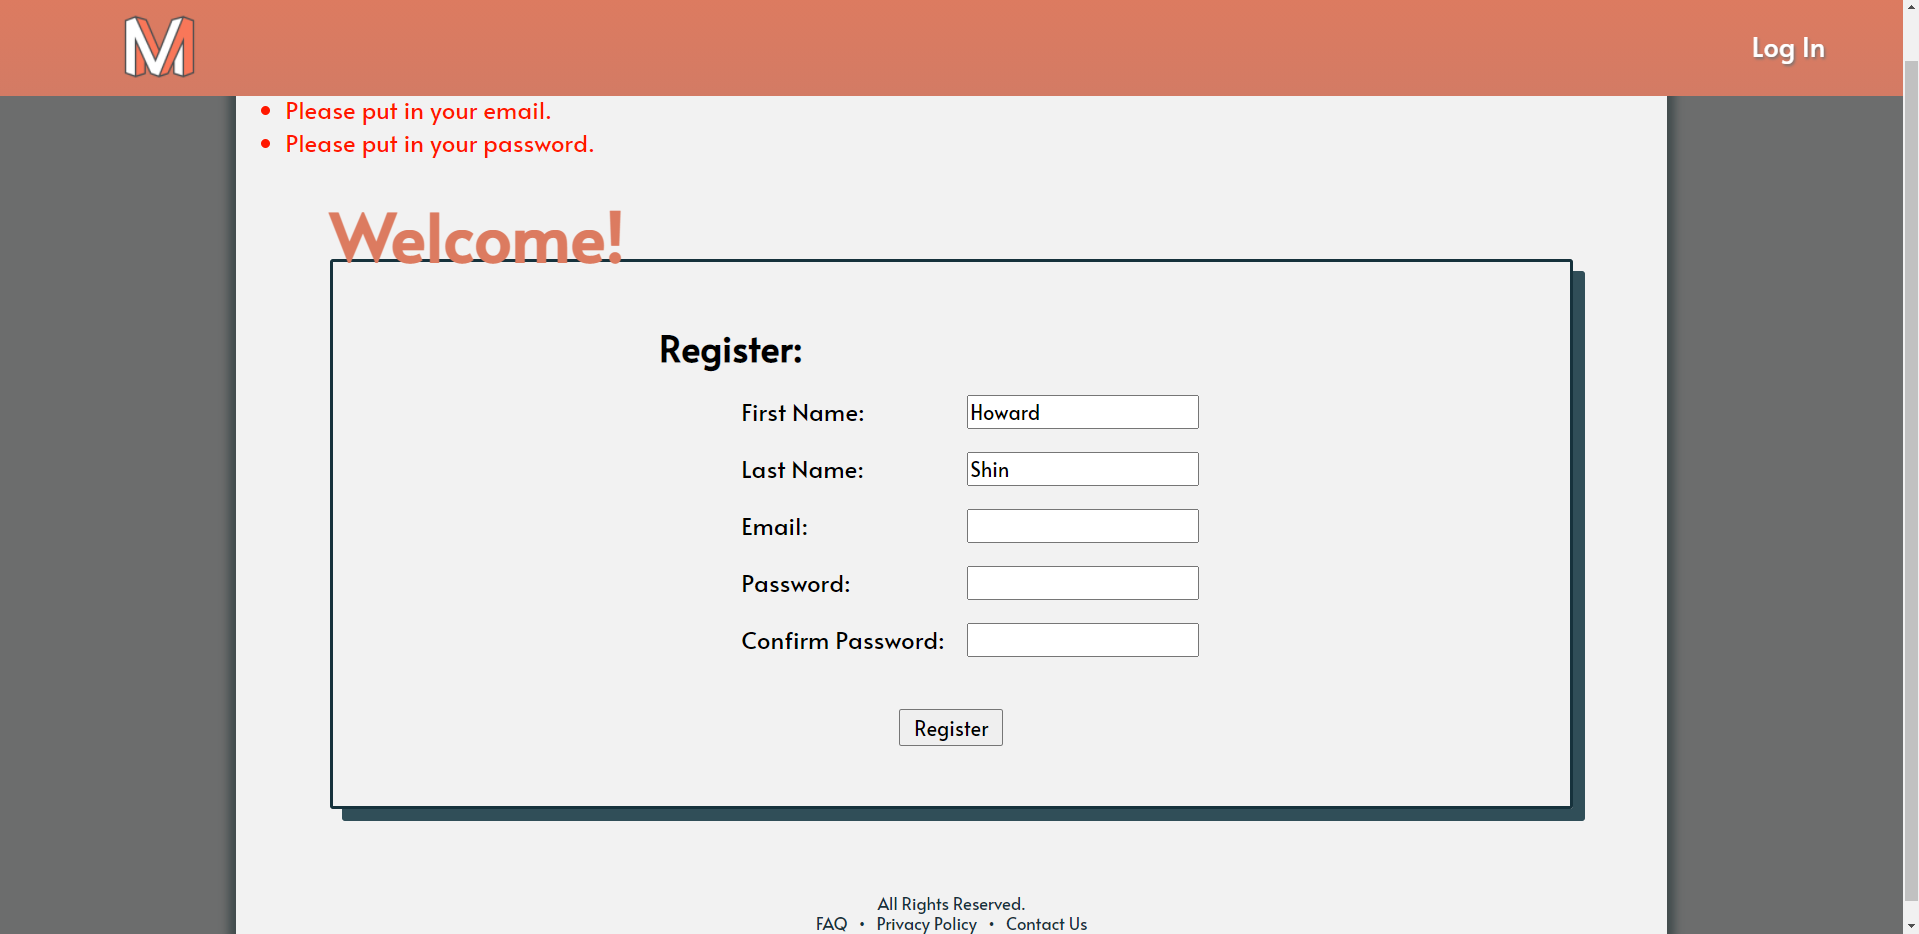 Log In
Please put in your email.
Please put in your password.
Welcome!
Register:
First Name: Howard
Last Name: Shin
Email:
Password:
Confirm Password:
Register
All Rights Reserved.
FAQ • Privacy Policy • Contact Us